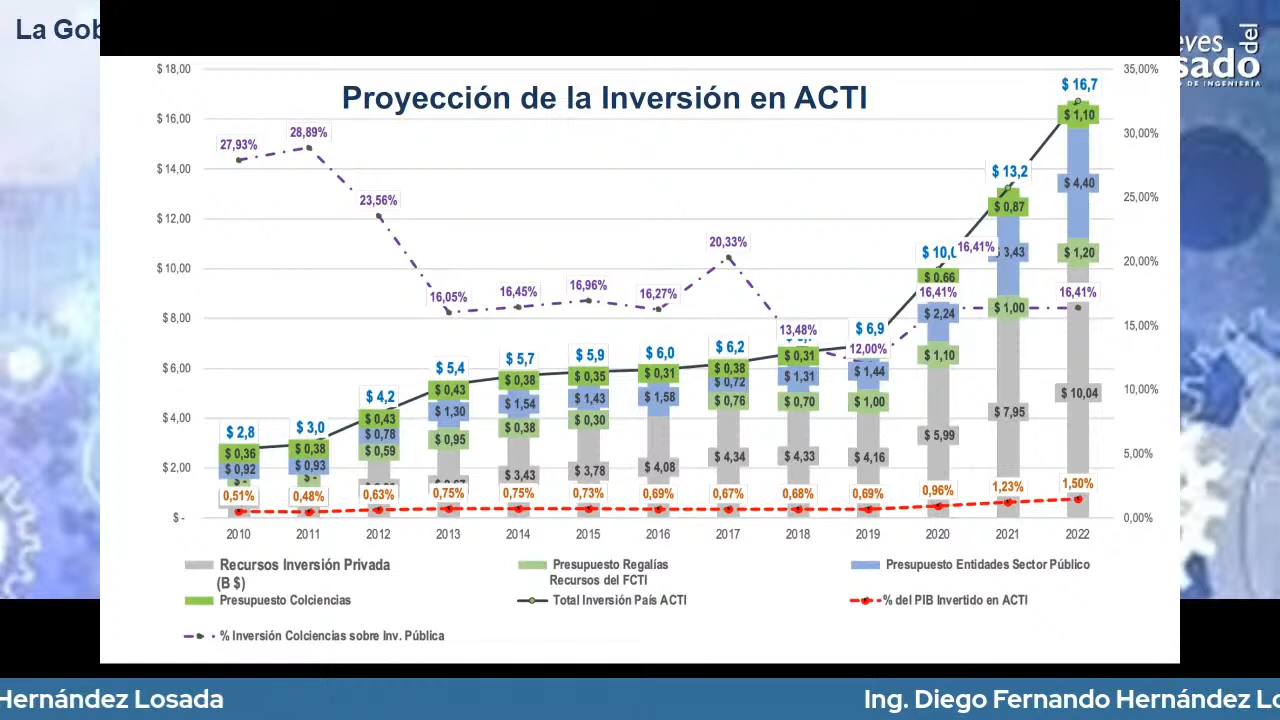 La Gob
eves del
sado
DE INGENIERÍA
Proyección de la Inversión en ACTI
$ 18,00
$ 16,00
$ 14,00
$ 12,00
$ 10,00
$ 8,00
$ 6,00
$ 4,00
$ 2,00
$ -
35,00%
30,00%
25,00%
20,00%
15,00%
10,00%
5,00%
0,00%
27,93% 28,89% 23,56% 16,05% 16,45% 16,96% 16,27% 20,33% 13,48% 12,00% 16,41% 16,41% 16,41%
$ 2,8 $ 3,0 $ 4,2 $ 5,4 $ 5,7 $ 5,9 $ 6,0 $ 6,2 $ 6,9 $ 13,2 $ 16,7
$ 0,36 $ 0,38 $ 0,43 $ 0,43 $ 0,38 $ 0,35 $ 0,31 $ 0,38 $ 0,31 $ 0,66 $ 0,87 $ 1,10
$ 0,92 $ 0,93 $ 0,78 $ 1,30 $ 1,54 $ 1,43 $ 1,58 $ 0,72 $ 1,31 $ 1,44 $ 2,24 3,43 $ 4,40
$ 0,59 $ 0,95 $ 0,38 $ 0,30 $ 0,76 $ 0,70 $ 1,00 $ 1,10 $ 1,00 $ 1,20
$ 3,43 $ 3,78 $ 4,08 $ 4,34 $ 4,33 $ 4,16 $ 5,99 $ 7,95 $ 10,04
0,51% 0,48% 0,63% 0,75% 0,75% 0,73% 0,69% 0,67% 0,68% 0,69% 0,96% 1,23% 1,50%
2010 2011 2012 2013 2014 2015 2016 2017 2018 2019 2020 2021 2022
Recursos Inversión Privada
(B $)
Presupuesto Regalías
Recursos del FCTI
Presupuesto Entidades Sector Público
Presupuesto Colciencias
Total Inversión País ACTI
% del PIB Invertido en ACTI
% Inversión Colciencias sobre Inv. Pública
Hernández Losada
Ing. Diego Fernando Hernández Lo